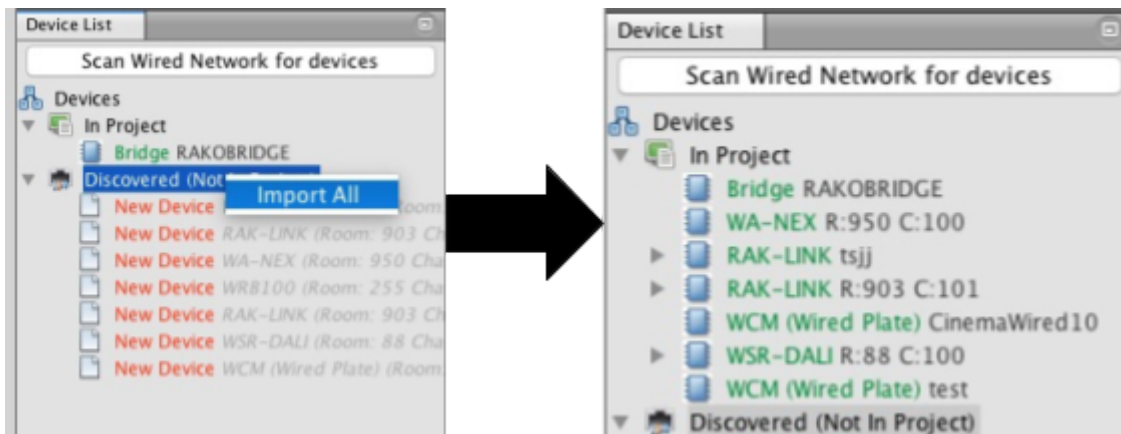 Device List
Scan Wired Network for devices
Devices
In Project
Bridge RAKOBRIDGE
Discovered (Not
Import All
New Device
New Device RAK-LINK (Room: 903 Ch
New Device WA-NEX (Room: 950 Cha
New Device WRB100 (Room: 255 Cha
New Device RAK-LINK (Room: 903 Ch
New Device WSR-DALI (Room: 88 Cha
New Device WCM (Wired Plate) (Room:
Device List
Scan Wired Network for devices
Devices
In Project
Bridge RAKOBRIDGE
WA-NEX R:950 C:100
RAK-LINK tsjj
RAK-LINK R:903 C:101
WCM (Wired Plate) CinemaWired10
WSR-DALI R:88 C:100
WCM (Wired Plate) test
Discovered (Not In Project)